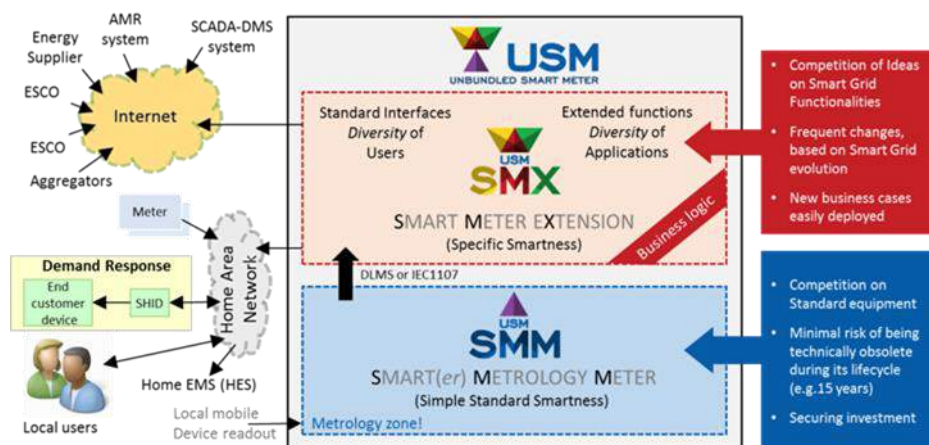 AMR
system
SCADA-DMS
system
Energy
Supplier
ESCO
Internet
ESCO
Aggregators
USM
UNBUNDLED SMART METER
Standard Interfaces
Diversity of
Users
Extended functions
Diversity of
Applications
USM
SMX
SMART METER EXTENSION
(Specific Smartness)
Business logic
• Competition of Ideas
on Smart Grid
Functionalities
• Frequent changes,
based on Smart Grid
evolution
• New business cases
easily deployed
Meter
Home Area
Network
DLMS or IEC1107
Demand Response
End
customer
device
SHID
Local users
Home EMS (HES)
Local mobile
Device readout
USM
SMM
SMART(er) METROLOGY METER
(Simple Standard Smartness)
Metrology zone!
• Competition on
Standard equipment
• Minimal risk of being
technically obsolete
during its lifecycle
(e.g.15 years)
• Securing investment